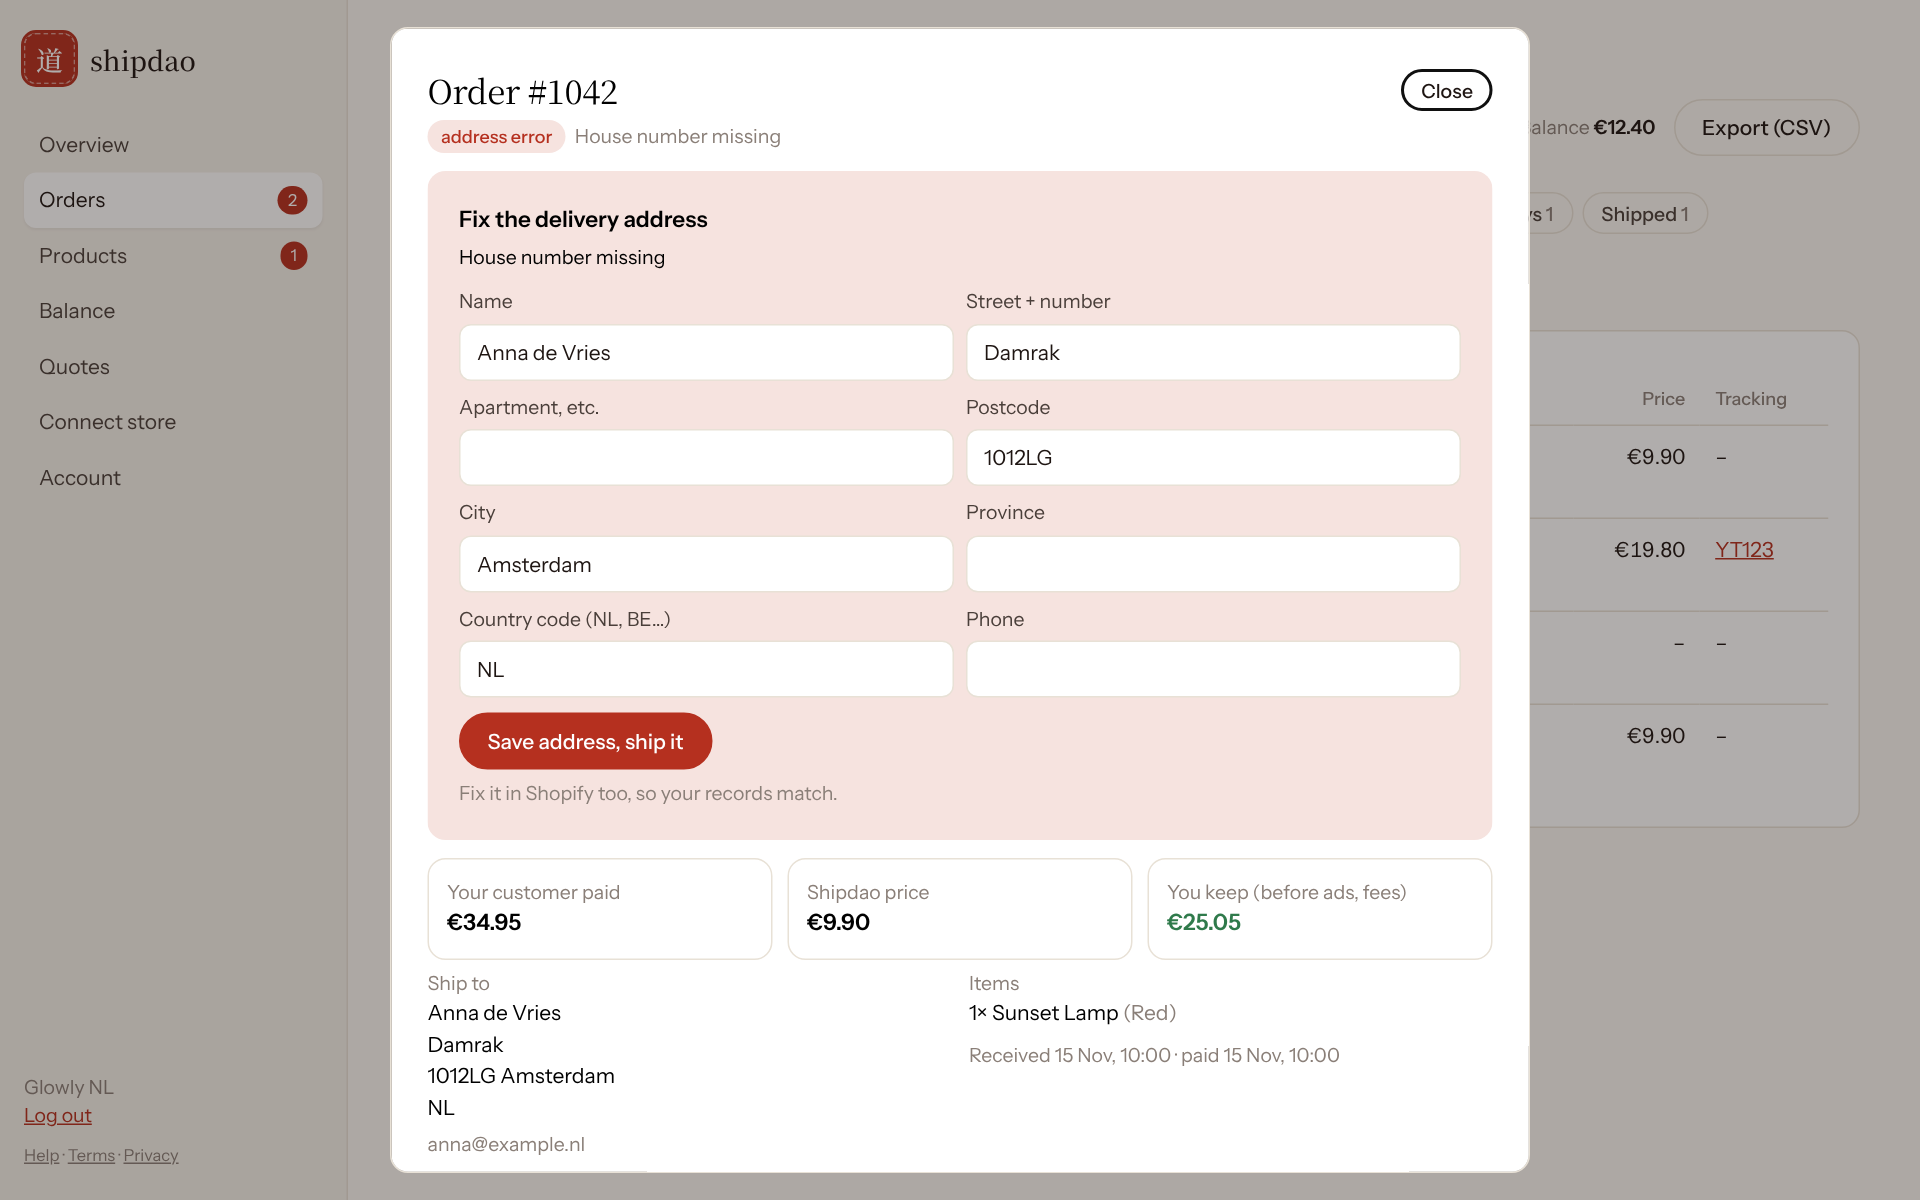 道 shipdao
Overview
Orders 2
Products 1
Balance
Quotes
Connect store
Account
Glowly NL
Log out
Help · Terms · Privacy
Order #1042
Close
address error House number missing
Fix the delivery address
House number missing
Name Street + number
Anna de Vries Damrak
Apartment, etc. Postcode
1012LG
City Province
Amsterdam
Country code (NL, BE...) Phone
NL
Save address, ship it
Fix it in Shopify too, so your records match.
Your customer paid Shipdao price You keep (before ads, fees)
€34.95 €9.90 €25.05
Ship to
Anna de Vries
Damrak
1012LG Amsterdam
NL
anna@example.nl
Items
1× Sunset Lamp (Red)
Received 15 Nov, 10:00 · paid 15 Nov, 10:00
€12.40 Export (CSV)
1 Shipped 1
Price Tracking
€9.90 –
€19.80 YT123
– –
€9.90 –